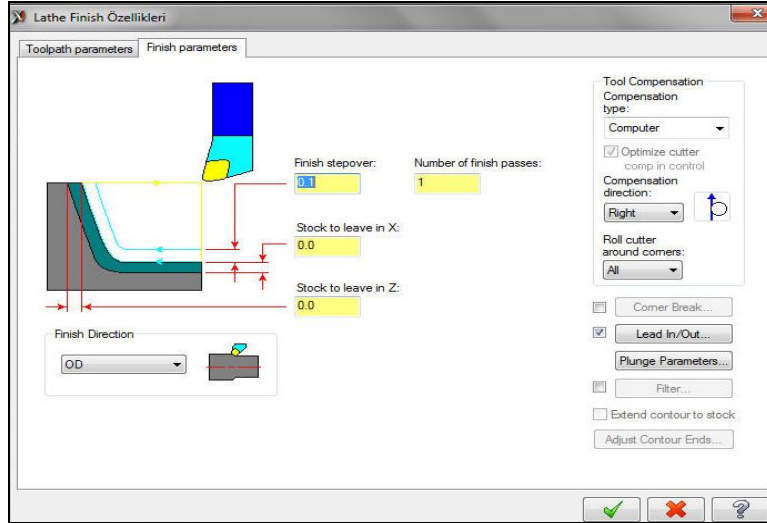 Lathe Finish Özellikleri
Toolpath parameters
Finish parameters
Finish stepover:
0.1
Number of finish passes:
1
Stock to leave in X:
0.0
Stock to leave in Z:
0.0
Finish Direction
OD
Tool Compensation
Compensation
type:
Computer
Optimize cutter
comp in control
Compensation
direction:
Right
Roll cutter
around corners:
All
Corner Break...
Lead In/Out...
Plunge Parameters...
Filter...
Extend contour to stock
Adjust Contour Ends...